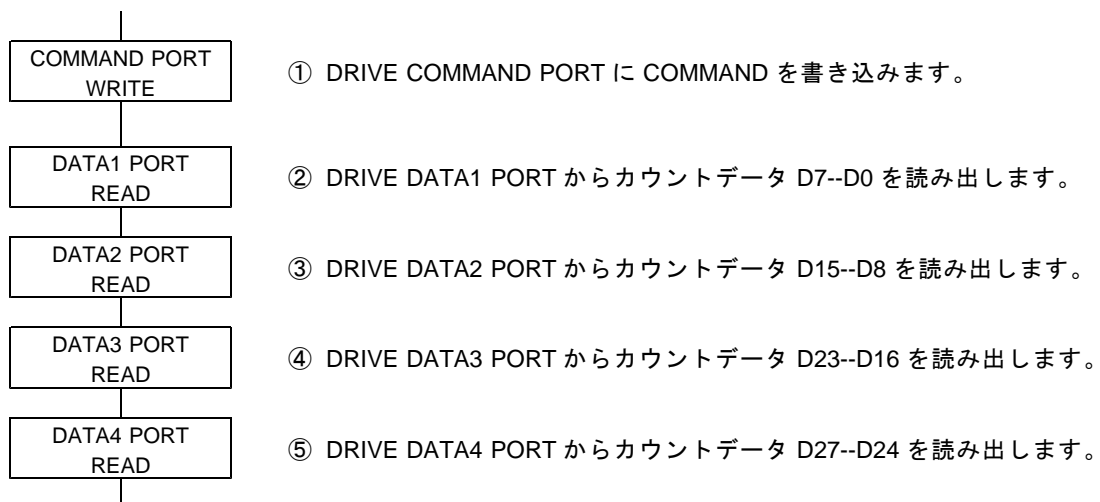 COMMAND PORT
WRITE
① DRIVE COMMAND PORT に COMMAND を書き込みます。
DATA1 PORT
READ
② DRIVE DATA1 PORT からカウントデータ D7--D0 を読み出します。
DATA2 PORT
READ
③ DRIVE DATA2 PORT からカウントデータ D15--D8 を読み出します。
DATA3 PORT
READ
④ DRIVE DATA3 PORT からカウントデータ D23--D16 を読み出します。
DATA4 PORT
READ
⑤ DRIVE DATA4 PORT からカウントデータ D27--D24 を読み出します。